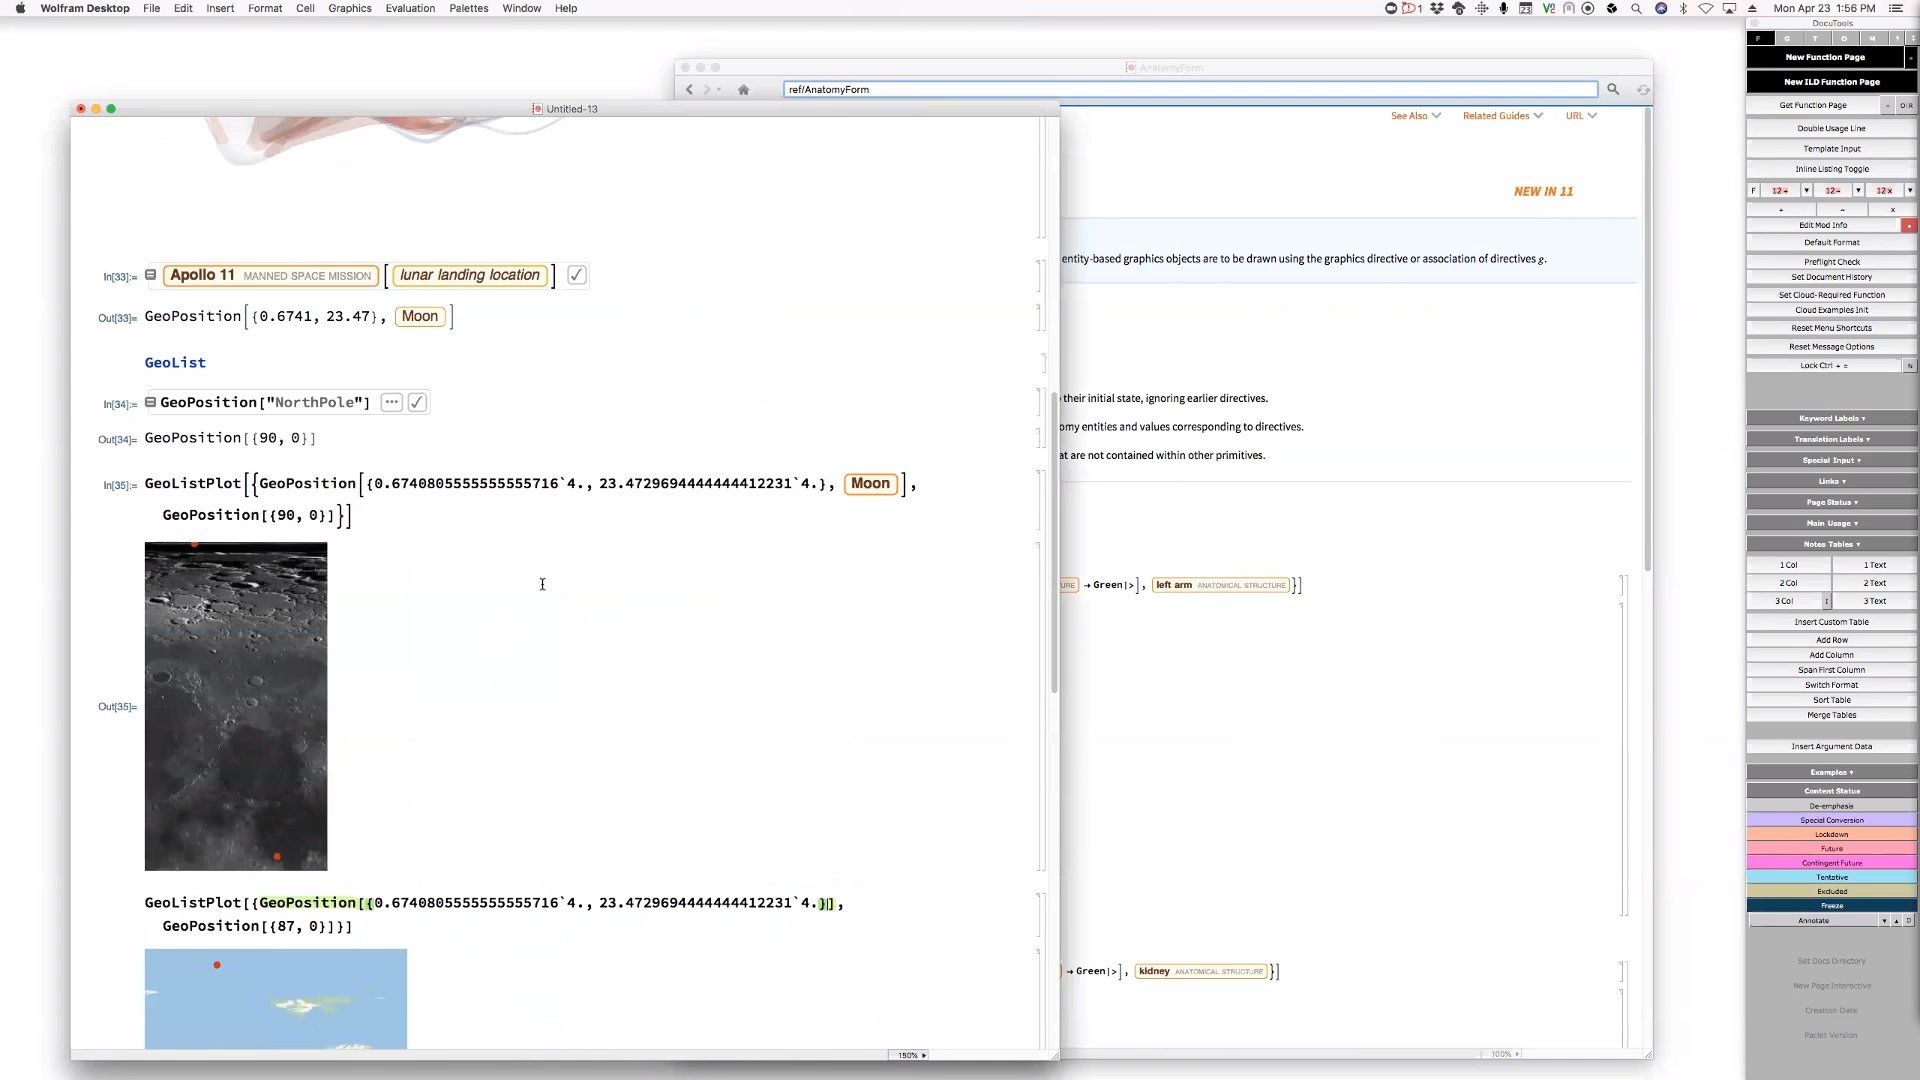 Wolfram Desktop File Edit Insert Format Cell Graphics Evaluation Palettes Window Help
1 23 Mon Apr 23 1:56 PM
AnatomyForm
ref/AnatomyForm
See Also Related Guides URL
NEW IN 11
entity-based graphics objects are to be drawn using the graphics directive or association of directives g.
their initial state, ignoring earlier directives.
omy entities and values corresponding to directives.
at are not contained within other primitives.
URE →Green|>], left arm ANATOMICAL STRUCTURE }]
→Green|>], kidney ANATOMICAL STRUCTURE }]
100%
Untitled-13
In[33]:= Apollo 11 MANNED SPACE MISSION [ lunar landing location ] ✓
Out[33]= GeoPosition[{0.6741, 23.47}, Moon ]
GeoList
In[34]:= GeoPosition["NorthPole"] ··· ✓
Out[34]= GeoPosition[{90, 0}]
In[35]:= GeoListPlot[{GeoPosition[{0.6740805555555555716`4., 23.4729694444444412231`4.}, Moon ],
GeoPosition[{90, 0}]}]
Out[35]=
GeoListPlot[{GeoPosition[{0.6740805555555555716`4., 23.4729694444444412231`4.}],
GeoPosition[{87, 0}]}]
150%
DocuTools
F G T O M ?
New Function Page
New ILD Function Page
Get Function Page - O|R
Double Usage Line
Template Input
Inline Listing Toggle
F 12+ 12- 12x
+ - x
Edit Mod Info
Default Format
Preflight Check
Set Document History
Set Cloud-Required Function
Cloud Examples Init
Reset Menu Shortcuts
Reset Message Options
Lock Ctrl + = N
Keyword Labels
Translation Labels
Special Input
Links
Page Status
Main Usage
Notes Tables
1 Col 1 Text
2 Col 2 Text
3 Col 3 Text
Insert Custom Table
Add Row
Add Column
Span First Column
Switch Format
Sort Table
Merge Tables
Insert Argument Data
Examples
Content Status
De-emphasis
Special Conversion
Lockdown
Future
Contingent Future
Tentative
Excluded
Freeze
Annotate D
Set Docs Directory
New Page Interactive
Creation Date
Paclet Version